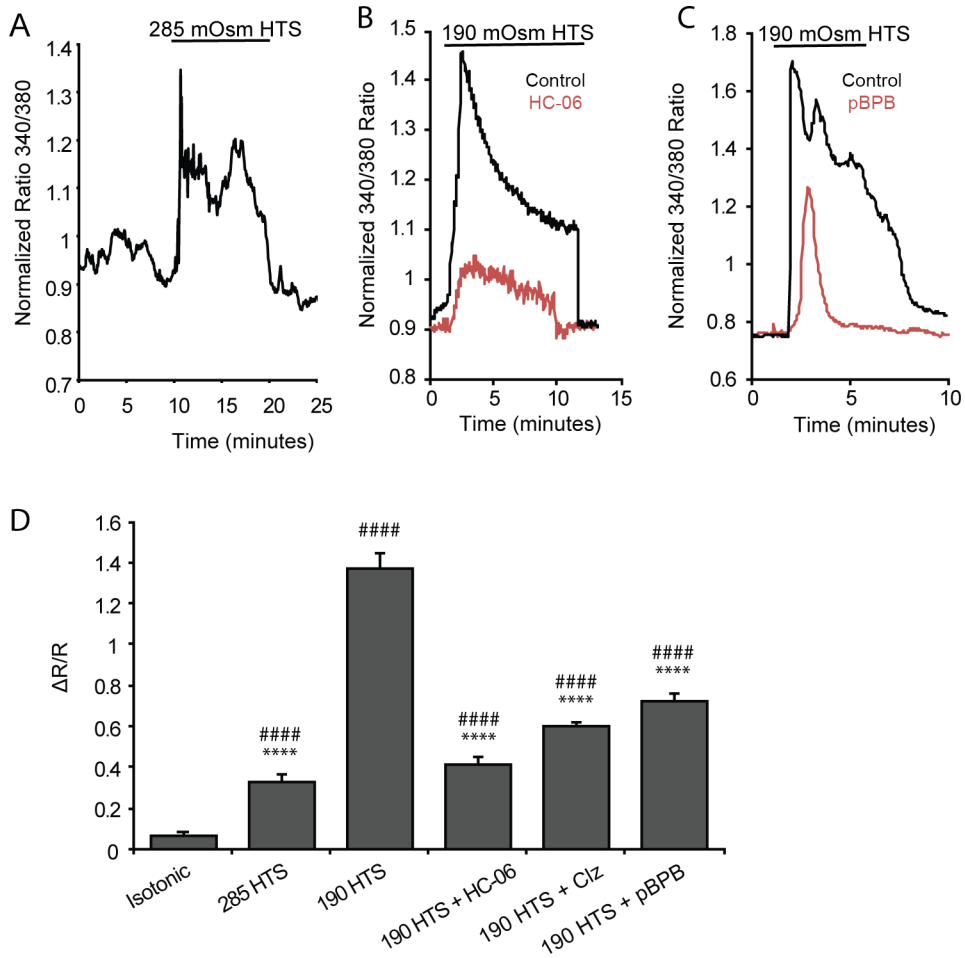 A
285 mOsm HTS
Normalized Ratio 340/380
1.4
1.3
1.2
1.1
1
0.9
0.8
0.7
0
5
10
15
20
25
Time (minutes)
B
190 mOsm HTS
Control
HC-06
Normalized 340/380 Ratio
1.5
1.4
1.3
1.2
1.1
1
0.9
0.8
0
5
10
15
Time (minutes)
C
190 mOsm HTS
Control
pBPB
Normalized 340/380 Ratio
1.8
1.6
1.4
1.2
1
0.8
0.6
0
5
10
Time (minutes)
D
ΔR/R
1.6
1.4
1.2
1
0.8
0.6
0.4
0.2
0
####
****
####
####
****
####
****
####
****
Isotonic
285 HTS
190 HTS
190 HTS + HC-06
190 HTS + Clz
190 HTS + pBPB